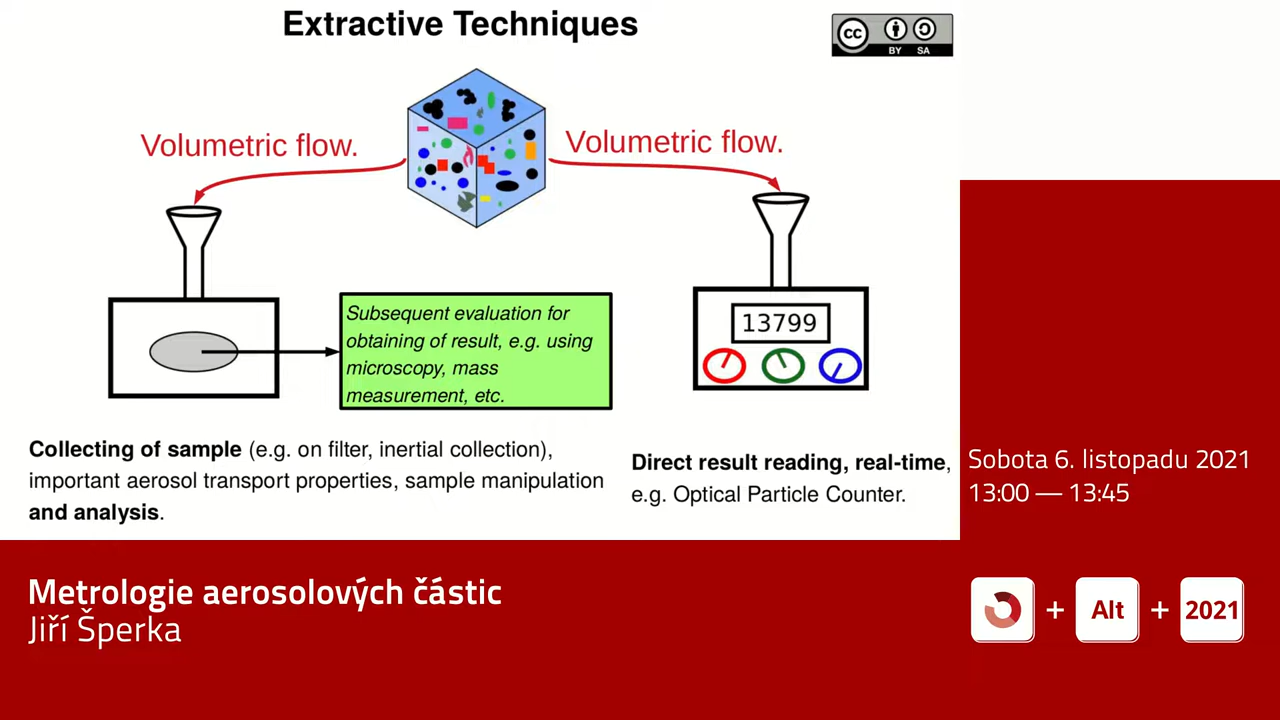 Extractive Techniques
cc
BY SA
Volumetric flow.
Volumetric flow.
Subsequent evaluation for
obtaining of result, e.g. using
microscopy, mass
measurement, etc.
13799
Collecting of sample (e.g. on filter, inertial collection),
important aerosol transport properties, sample manipulation
and analysis.
Direct result reading, real-time,
e.g. Optical Particle Counter.
Sobota 6. listopadu 2021
13:00 — 13:45
Metrologie aerosolových částic
Jiří Šperka
+ Alt + 2021